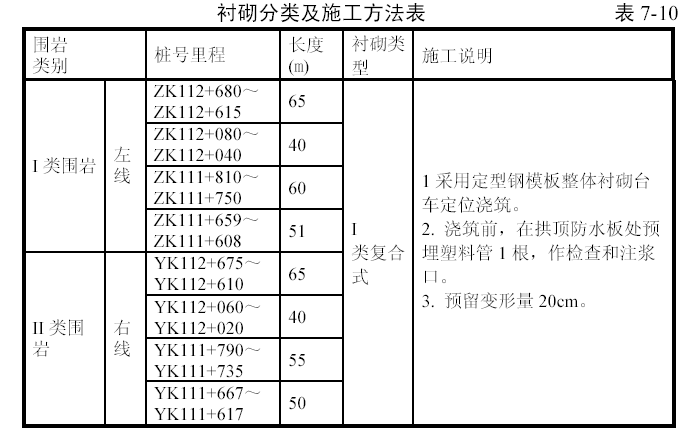 衬砌分类及施工方法表 表 7-10
围岩
类别
桩号里程
长度
(m)
衬砌类
型
施工说明
I 类围岩
左
线
ZK112+680～
ZK112+615
65
ZK112+080～
ZK112+040
40
ZK111+810～
ZK111+750
60
ZK111+659～
ZK111+608
51
II 类围
岩
右
线
YK112+675～
YK112+610
65
YK112+060～
YK112+020
40
YK111+790～
YK111+735
55
YK111+667～
YK111+617
50
I
类复合
式
1 采用定型钢模板整体衬砌台
车定位浇筑。
2. 浇筑前，在拱顶防水板处预
埋塑料管 1 根，作检查和注浆
口。
3. 预留变形量 20cm。